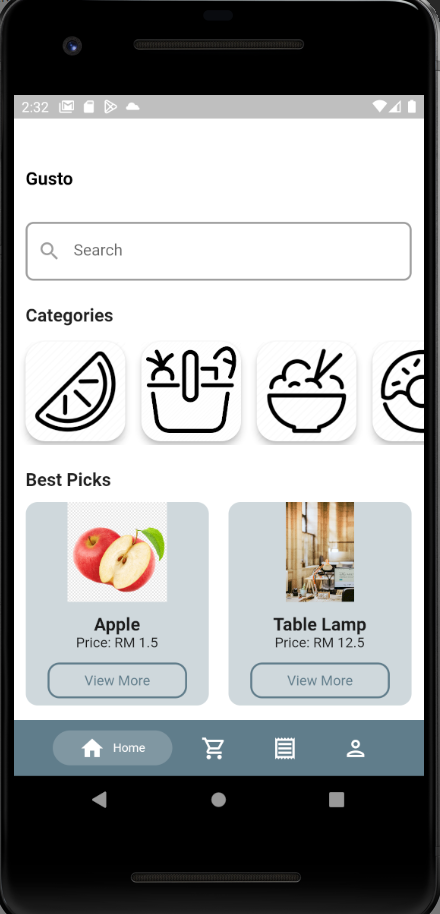 2:32
Gusto
Search
Categories
Best Picks
Apple
Price: RM 1.5
View More
Table Lamp
Price: RM 12.5
View More
Home